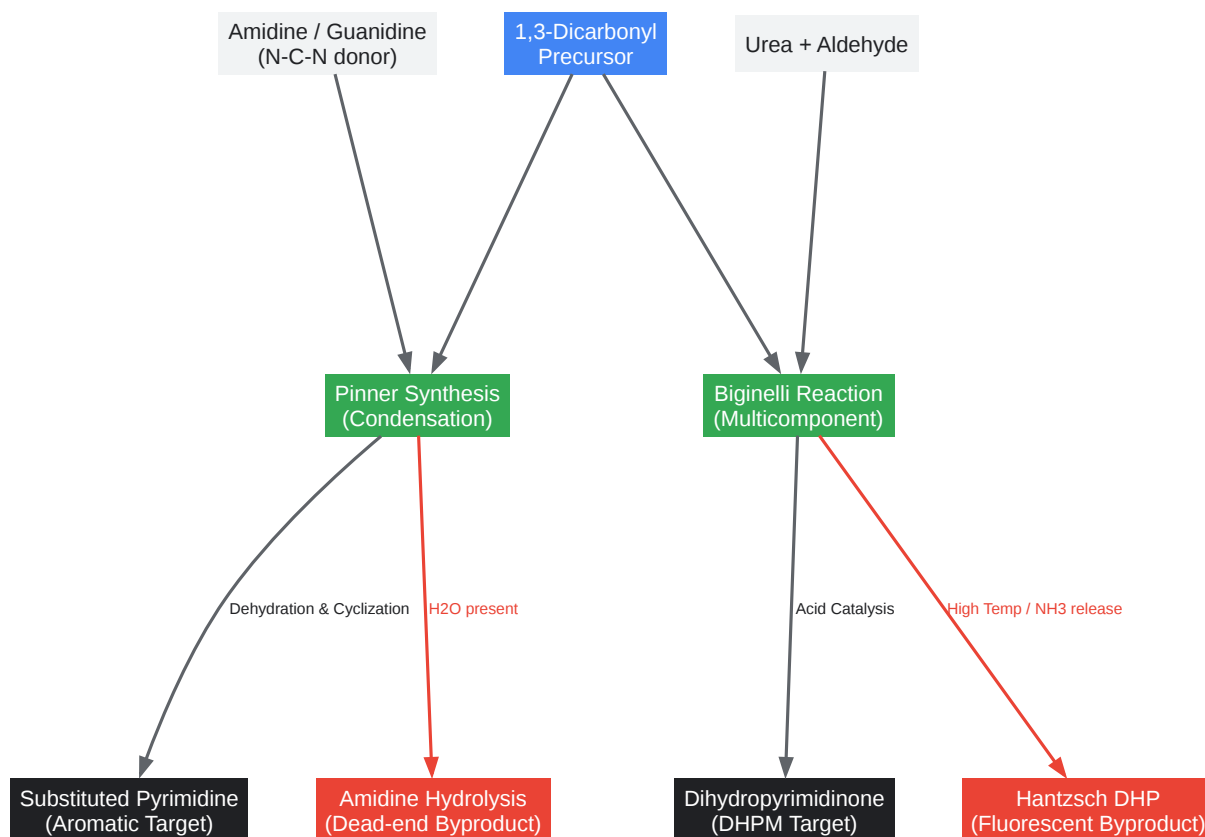 Amidine / Guanidine
(N-C-N donor)
1,3-Dicarbonyl
Precursor
Urea + Aldehyde
Pinner Synthesis
(Condensation)
Biginelli Reaction
(Multicomponent)
Dehydration & Cyclization
H2O present
Acid Catalysis
High Temp / NH3 release
Substituted Pyrimidine
(Aromatic Target)
Amidine Hydrolysis
(Dead-end Byproduct)
Dihydropyrimidinone
(DHPM Target)
Hantzsch DHP
(Fluorescent Byproduct)